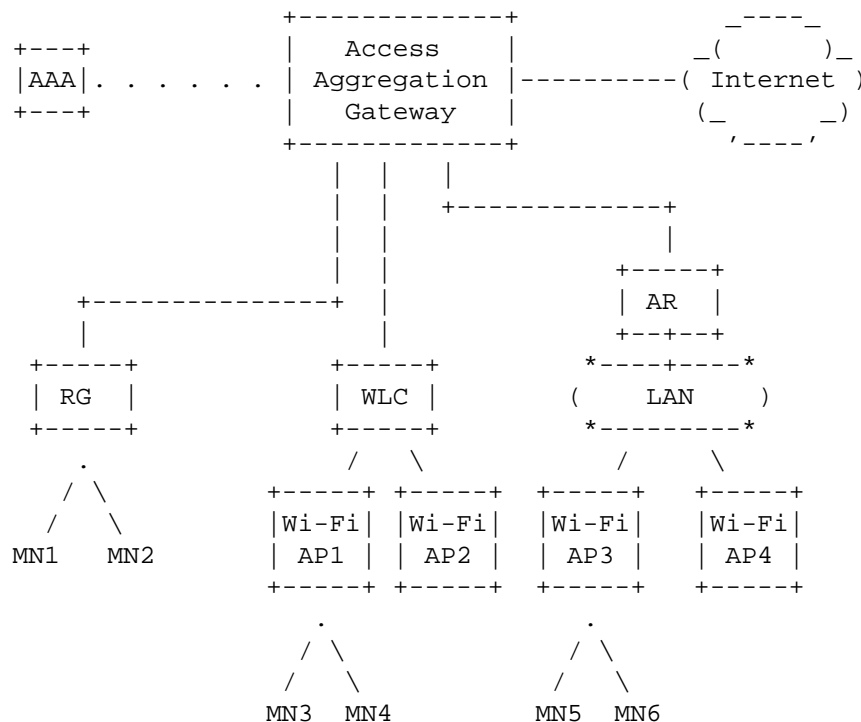 Access
AAA
Aggregation
Internet
Gateway
AR
RG
WLC
LAN
Wi-Fi Wi-Fi Wi-Fi Wi-Fi
MN1 MN2
AP1 AP2 AP3 AP4
MN3 MN4 MN5 MN6